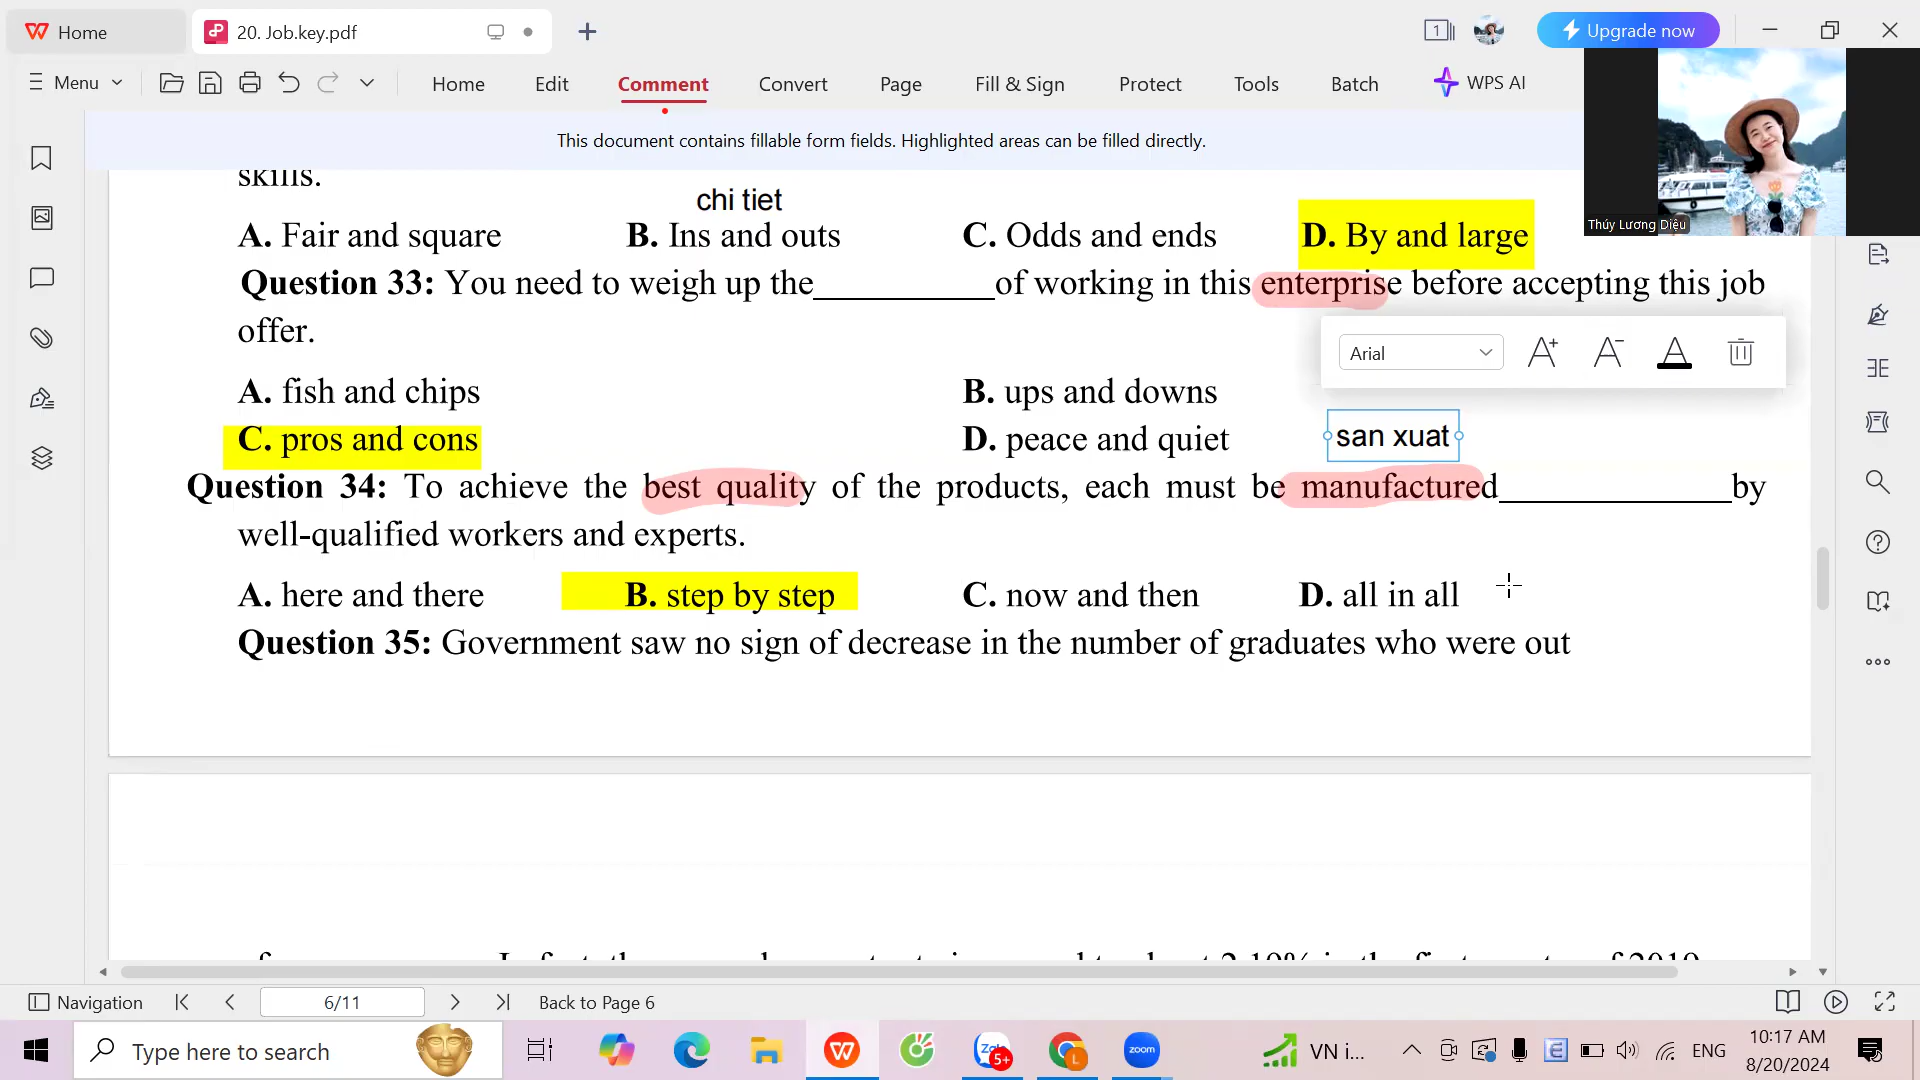 Home
20. Job.key.pdf
1
Upgrade now
Menu
Home
Edit
Comment
Convert
Page
Fill & Sign
Protect
Tools
Batch
WPS AI
This document contains fillable form fields. Highlighted areas can be filled directly.
Thúy Lương Diệu
skills.
chi tiet
A. Fair and square B. Ins and outs C. Odds and ends D. By and large
Question 33: You need to weigh up the____________of working in this enterprise before accepting this job
offer.
Arial
A. fish and chips B. ups and downs
C. pros and cons D. peace and quiet
san xuat
Question 34: To achieve the best quality of the products, each must be manufactured______________by
well-qualified workers and experts.
A. here and there B. step by step C. now and then D. all in all
Question 35: Government saw no sign of decrease in the number of graduates who were out
Navigation
6/11
Back to Page 6
Type here to search
Zalo
5+
L
zoom
VN i...
ENG
10:17 AM
8/20/2024